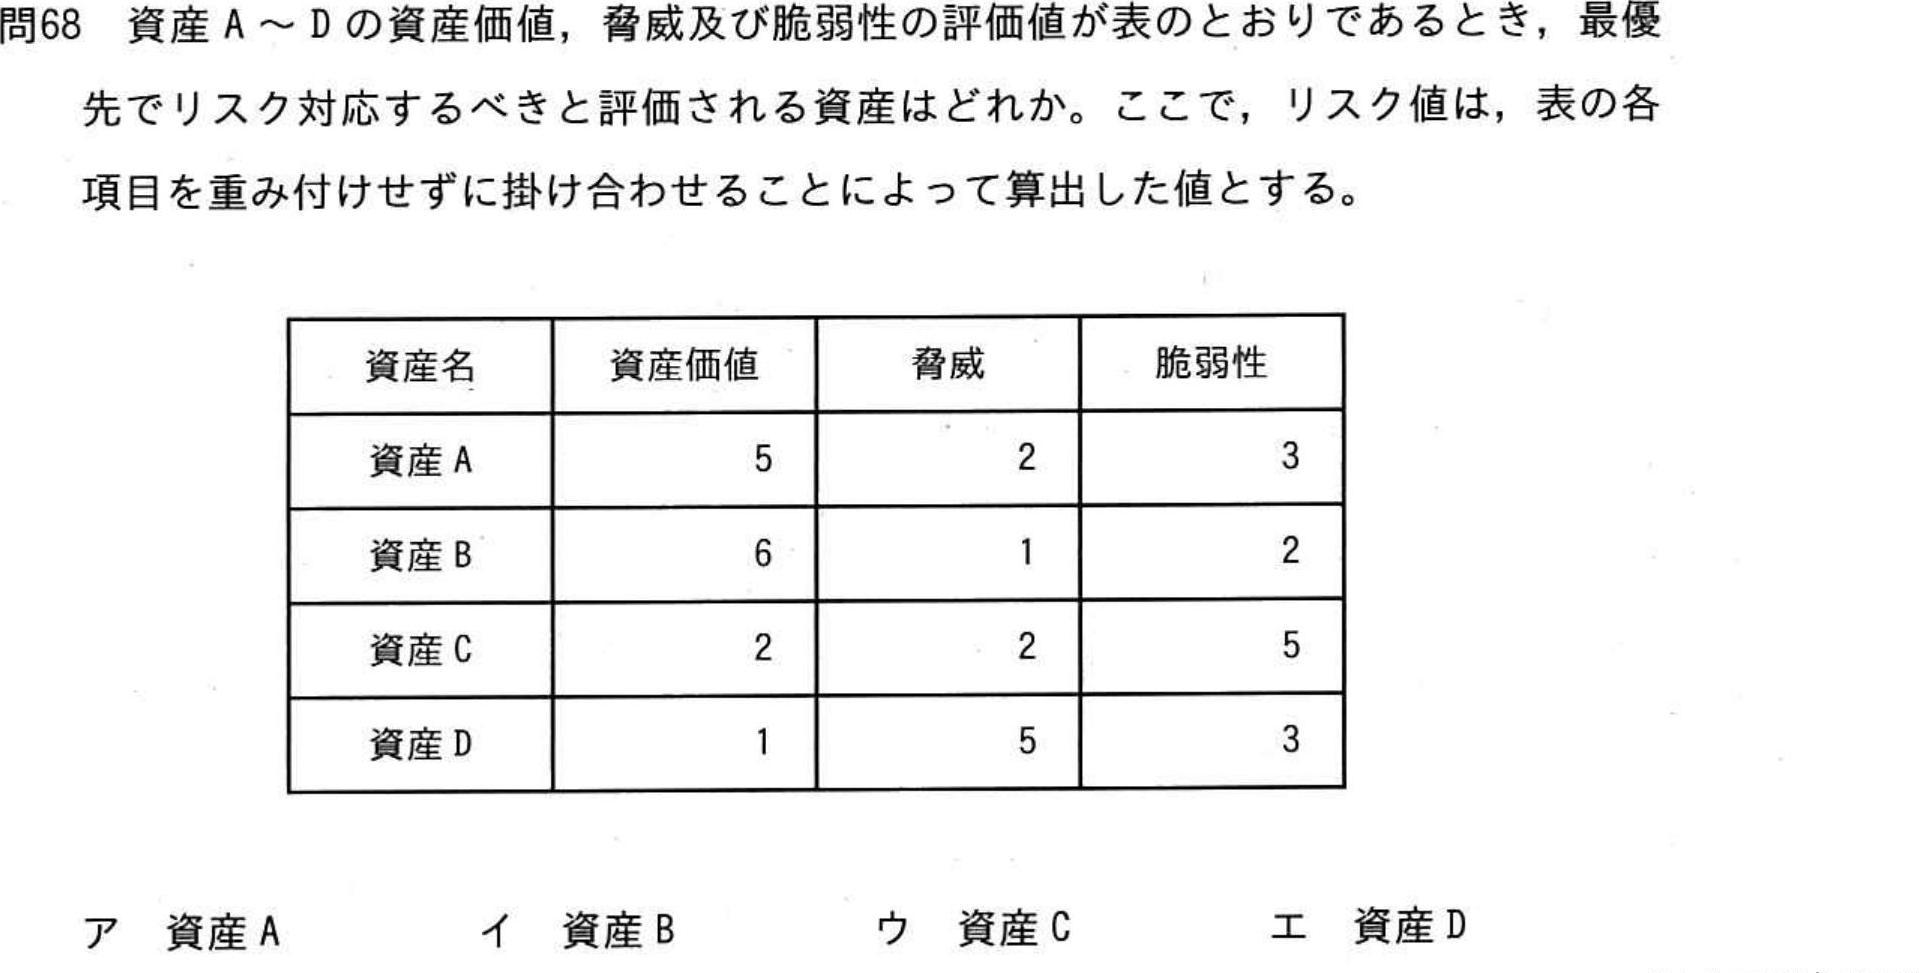 問68 資産A～Dの資産価値，脅威及び脆弱性の評価値が表のとおりであるとき，最優
先でリスク対応するべきと評価される資産はどれか。ここで，リスク値は，表の各
項目を重み付けせずに掛け合わせることによって算出した値とする。
資産名 資産価値 脅威 脆弱性
資産A 5 2 3
資産B 6 1 2
資産C 2 2 5
資産D 1 5 3
ア 資産A イ 資産B ウ 資産C エ 資産D